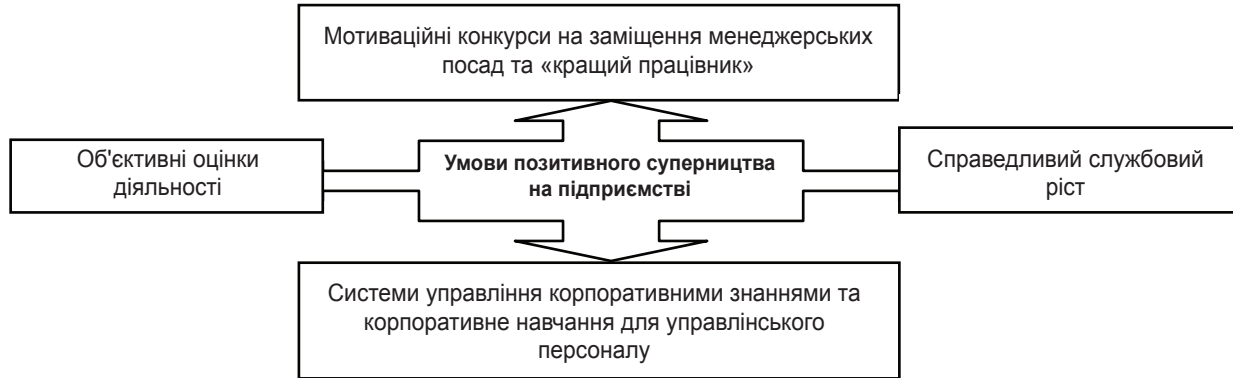 Мотиваційні конкурси на заміщення менеджерських
посад та «кращий працівник»
Об'єктивні оцінки
діяльності
Умови позитивного суперництва
на підприємстві
Справедливий службовий
ріст
Системи управління корпоративними знаннями та
корпоративне навчання для управлінського
персоналу